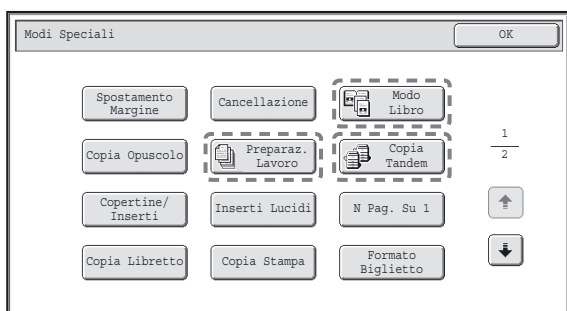 Modi Speciali
OK
Spostamento
Margine
Cancellazione
Modo
Libro
Copia Opuscolo
Preparaz.
Lavoro
Copia
Tandem
1
2
Copertine/
Inserti
Inserti Lucidi
N Pag. Su 1
Copia Libretto
Copia Stampa
Formato
Biglietto